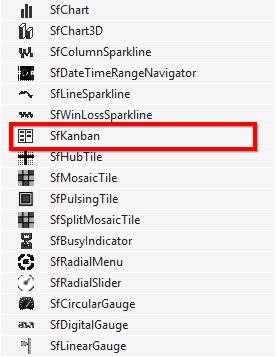 SfChart
SfChart3D
SfColumnSparkline
SfDateTimeRangeNavigator
SfLineSparkline
SfWinLossSparkline
SfKanban
SfHubTile
SfMosaicTile
SfPulsingTile
SfSplitMosaicTile
SfBusyIndicator
SfRadialMenu
SfRadialSlider
SfCircularGauge
SfDigitalGauge
SfLinearGauge